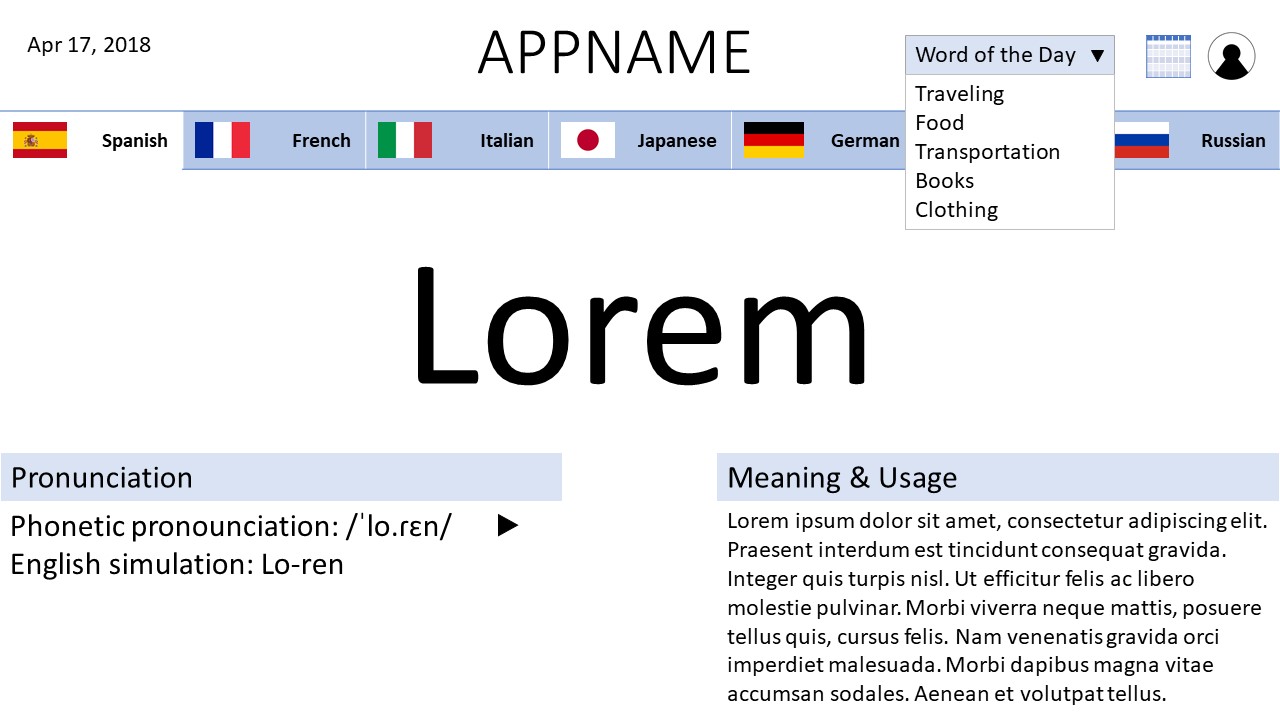 Apr 17, 2018
APPNAME
Word of the Day ▼
Traveling
Food
Transportation
Books
Clothing
Spanish
French
Italian
Japanese
German
Russian
Lorem
Pronunciation
Phonetic pronounciation: /ˈlo.ɾɛn/
English simulation: Lo-ren
Meaning & Usage
Lorem ipsum dolor sit amet, consectetur adipiscing elit.
Praesent interdum est tincidunt consequat gravida.
Integer quis turpis nisl. Ut efficitur felis ac libero
molestie pulvinar. Morbi viverra neque mattis, posuere
tellus quis, cursus felis. Nam venenatis gravida orci
imperdiet malesuada. Morbi dapibus magna vitae
accumsan sodales. Aenean et volutpat tellus.